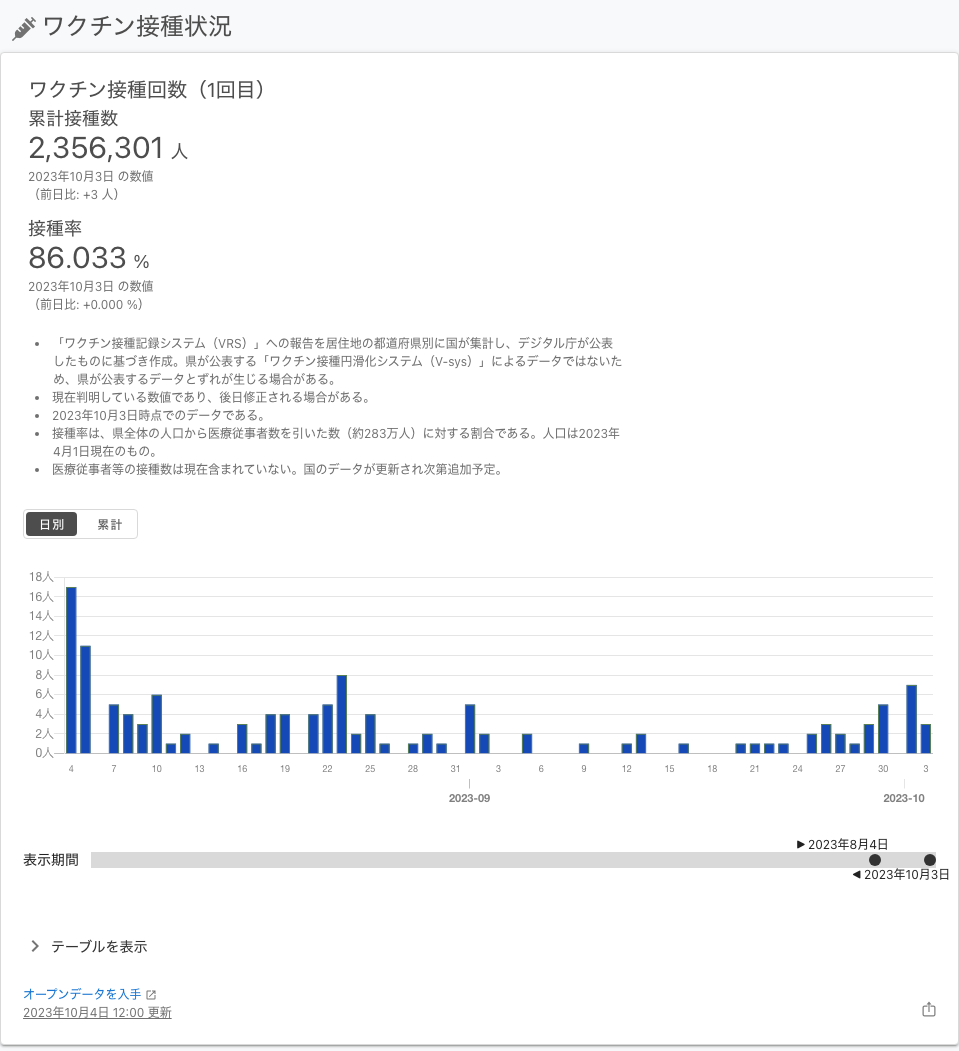 ワクチン接種状況
ワクチン接種回数（1回目）
累計接種数
2,356,301 人
2023年10月3日 の数値
（前日比: +3 人）
接種率
86.033 %
2023年10月3日 の数値
（前日比: +0.000 %）
• 「ワクチン接種記録システム（VRS）」への報告を居住地の都道府県別に国が集計し、デジタル庁が公表
したものに基づき作成。県が公表する「ワクチン接種円滑化システム（V-sys）」によるデータではないた
め、県が公表するデータとずれが生じる場合がある。
• 現在判明している数値であり、後日修正される場合がある。
• 2023年10月3日時点でのデータである。
• 接種率は、県全体の人口から医療従事者数を引いた数（約283万人）に対する割合である。人口は2023年
4月1日現在のもの。
• 医療従事者等の接種数は現在含まれていない。国のデータが更新され次第追加予定。
日別 累計
18人
16人
14人
12人
10人
8人
6人
4人
2人
0人
4 7 10 13 16 19 22 25 28 31 3 6 9 12 15 18 21 24 27 30 3
2023-09 2023-10
▶ 2023年8月4日
表示期間
◀ 2023年10月3日
テーブルを表示
オープンデータを入手
2023年10月4日 12:00 更新